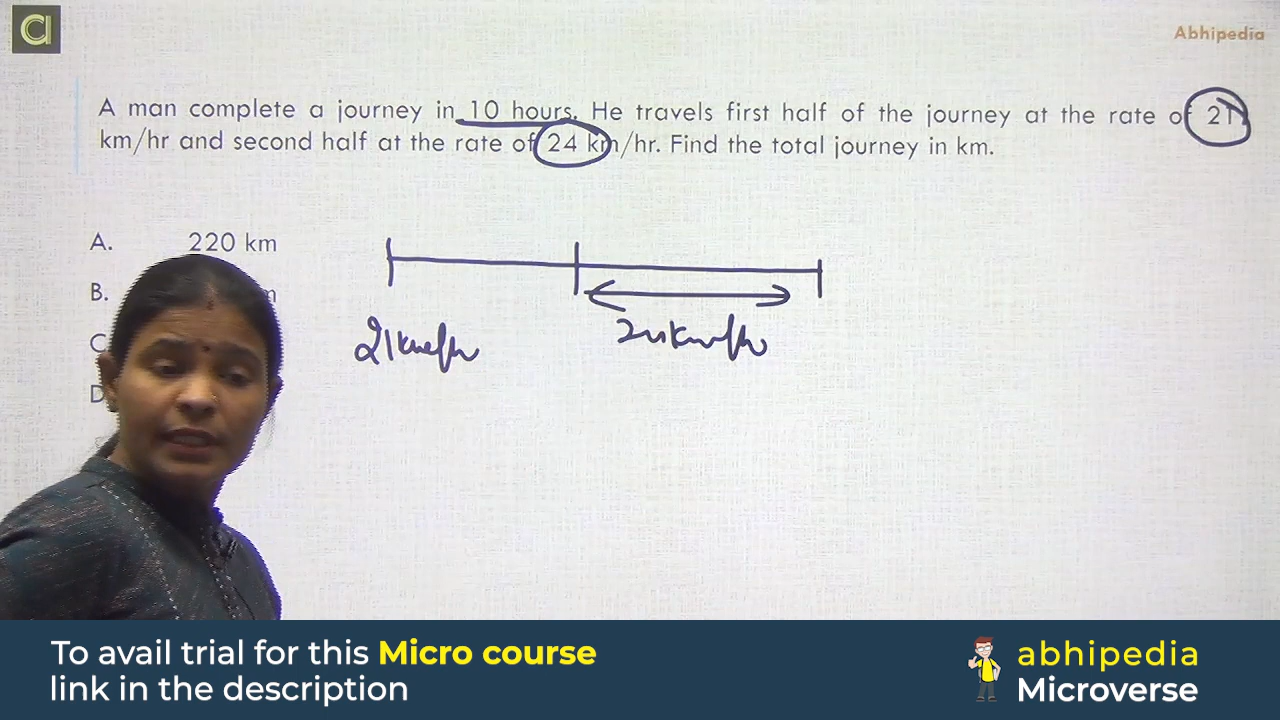 Abhipedia
A man complete a journey in 10 hours. He travels first half of the journey at the rate of 21
km/hr and second half at the rate of 24 km/hr. Find the total journey in km.
A. 220 km
B.
C
D
21km/hr
24km/hr
To avail trial for this Micro course
link in the description
abhipedia
Microverse